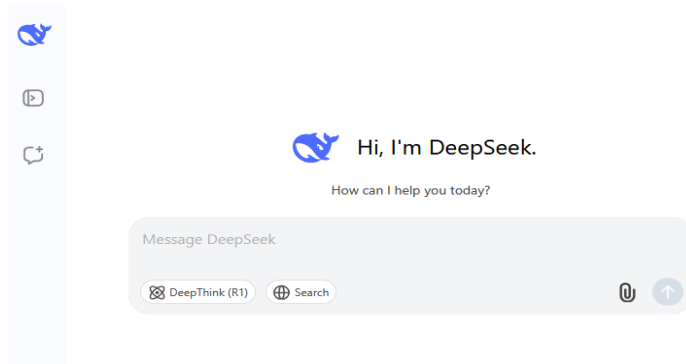 Hi, I'm DeepSeek.
How can I help you today?
Message DeepSeek
DeepThink (R1) Search